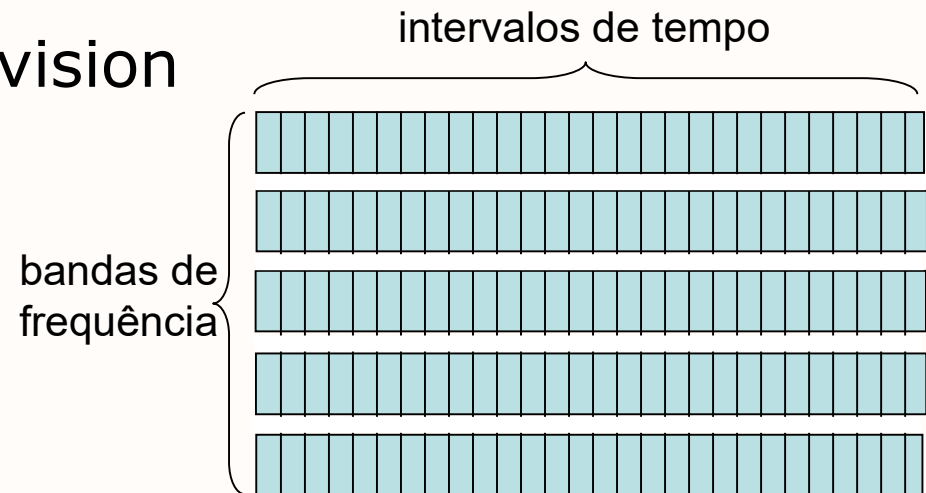 intervalos de tempo
vision
bandas de
frequência